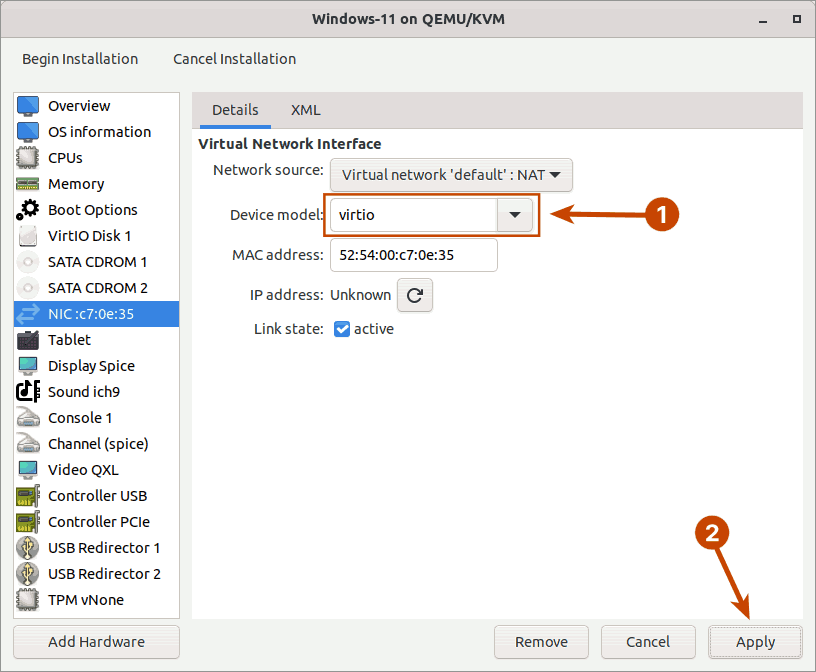 Windows-11 on QEMU/KVM
Begin Installation
Cancel Installation
Overview
OS information
CPUs
Memory
Boot Options
VirtIO Disk 1
SATA CDROM 1
SATA CDROM 2
NIC :c7:0e:35
Tablet
Display Spice
Sound ich9
Console 1
Channel (spice)
Video QXL
Controller USB
Controller PCIe
USB Redirector 1
USB Redirector 2
TPM vNone
Add Hardware
Details
XML
Virtual Network Interface
Network source: Virtual network 'default' : NAT
Device model: virtio
1
MAC address: 52:54:00:c7:0e:35
IP address: Unknown
Link state: active
2
Remove
Cancel
Apply